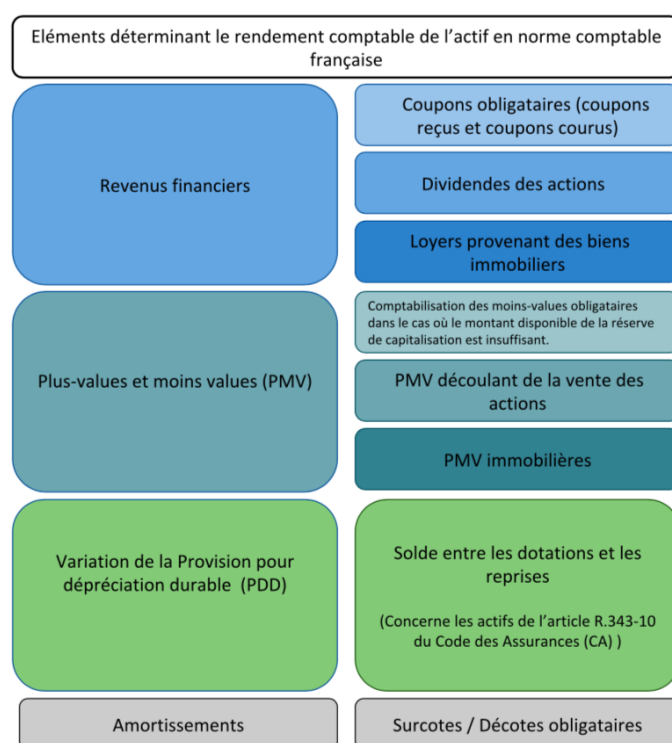 Eléments déterminant le rendement comptable de l'actif en norme comptable
française
Revenus financiers
Coupons obligataires (coupons
reçus et coupons courus)
Dividendes des actions
Loyers provenant des biens
immobiliers
Plus-values et moins values (PMV)
Comptabilisation des moins-values obligataires
dans le cas où le montant disponible de la réserve
de capitalisation est insuffisant.
PMV découlant de la vente des
actions
PMV immobilières
Variation de la Provision pour
dépréciation durable (PDD)
Solde entre les dotations et les
reprises
(Concerne les actifs de l'article R.343-10
du Code des Assurances (CA) )
Amortissements
Surcotes / Décotes obligataires